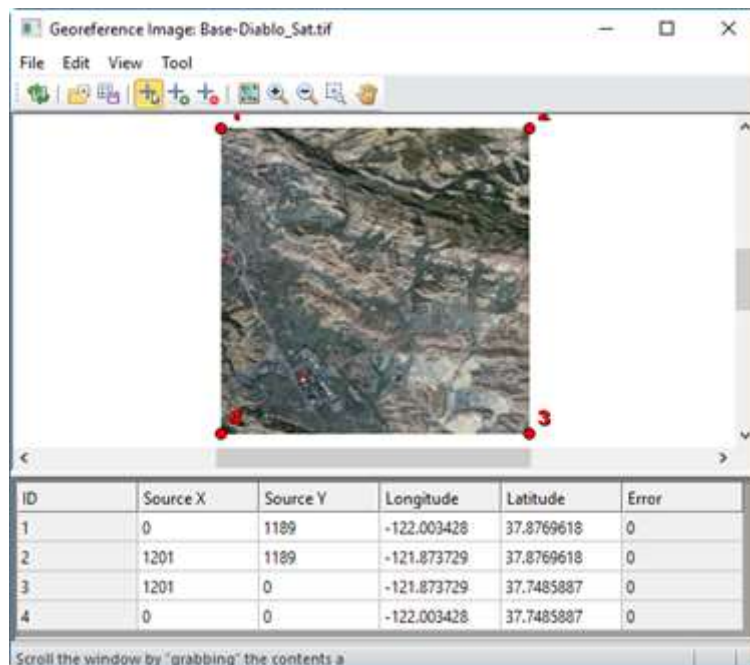 Georeference Image: Base-Diablo_Sat.tif
File Edit View Tool
1 2
4 3
ID Source X Source Y Longitude Latitude Error
1 0 1189 -122.003428 37.8769618 0
2 1201 1189 -121.873729 37.8769618 0
3 1201 0 -121.873729 37.7485887 0
4 0 0 -122.003428 37.7485887 0
Scroll the window by "grabbing" the contents a